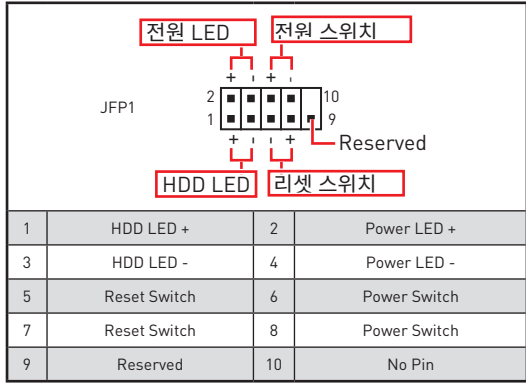 전원 LED 전원 스위치
+ - + -
JFP1
2 10
1 9
+ - - +
Reserved
HDD LED 리셋 스위치
1 HDD LED + 2 Power LED +
3 HDD LED - 4 Power LED -
5 Reset Switch 6 Power Switch
7 Reset Switch 8 Power Switch
9 Reserved 10 No Pin